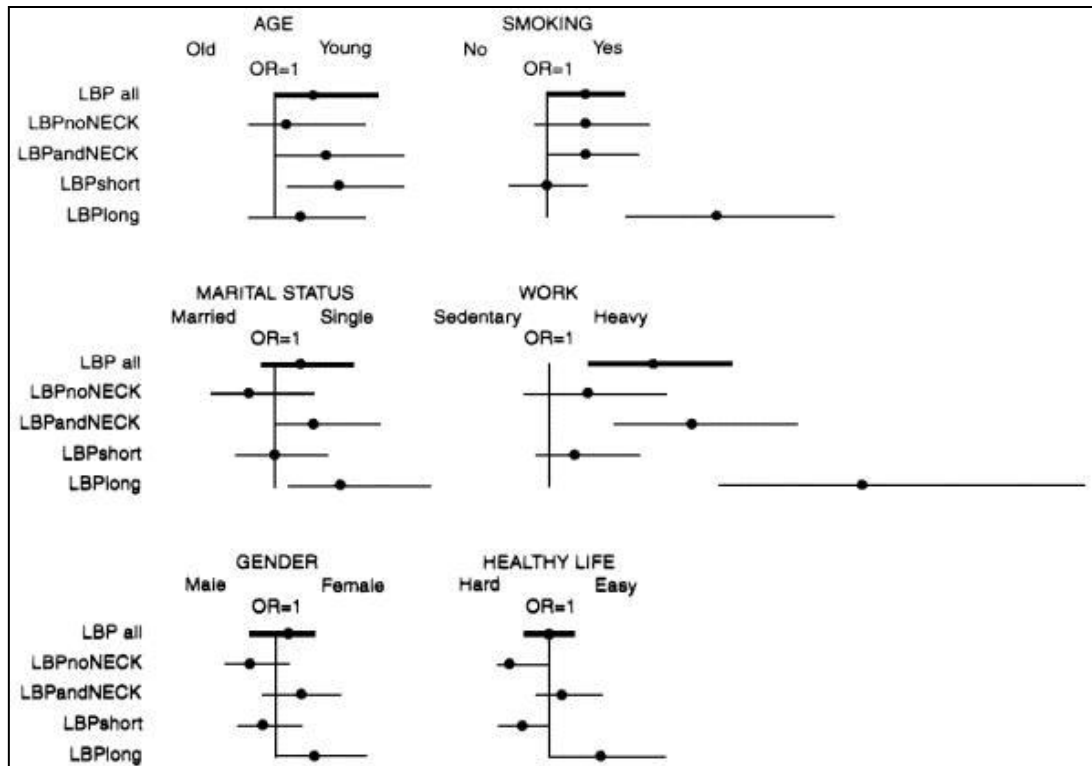 AGE SMOKING
Old Young No Yes
OR=1 OR=1
LBP all
LBPnoNECK
LBPandNECK
LBPshort
LBPlong
MARITAL STATUS WORK
Married Single Sedentary Heavy
OR=1 OR=1
LBP all
LBPnoNECK
LBPandNECK
LBPshort
LBPlong
GENDER HEALTHY LIFE
Male Female Hard Easy
OR=1 OR=1
LBP all
LBPnoNECK
LBPandNECK
LBPshort
LBPlong